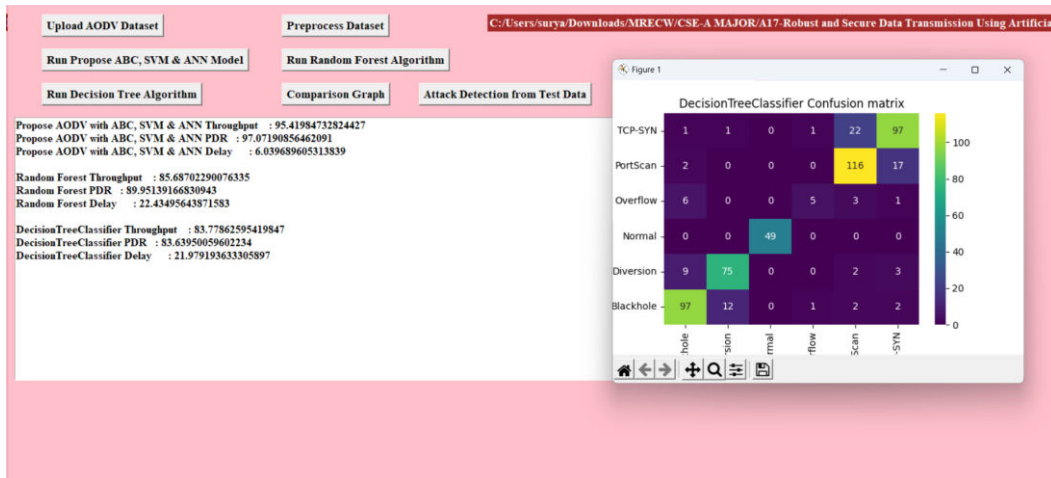 Upload AODV Dataset
Preprocess Dataset
C:/Users/surya/Downloads/MRECW/CSE-A MAJOR/A17-Robust and Secure Data Transmission Using Artificia
Run Propose ABC, SVM & ANN Model
Run Random Forest Algorithm
Run Decision Tree Algorithm
Comparison Graph
Attack Detection from Test Data
Propose AODV with ABC, SVM & ANN Throughput : 95.41984732824427
Propose AODV with ABC, SVM & ANN PDR : 97.07190856462091
Propose AODV with ABC, SVM & ANN Delay : 6.039689605313839
Random Forest Throughput : 85.68702290076335
Random Forest PDR : 89.95139166830943
Random Forest Delay : 22.43495643871583
DecisionTreeClassifier Throughput : 83.77862595419847
DecisionTreeClassifier PDR : 83.63950059602234
DecisionTreeClassifier Delay : 21.979193633305897
Figure 1
DecisionTreeClassifier Confusion matrix
TCP-SYN 1 1 0 1 22 97
PortScan 2 0 0 0 116 17
Overflow 6 0 0 5 3 1
Normal 0 0 49 0 0 0
Diversion 9 75 0 0 2 3
Blackhole 97 12 0 1 2 2
100
80
60
40
20
0
hole
rsion
rmal
rflow
Scan
-SYN